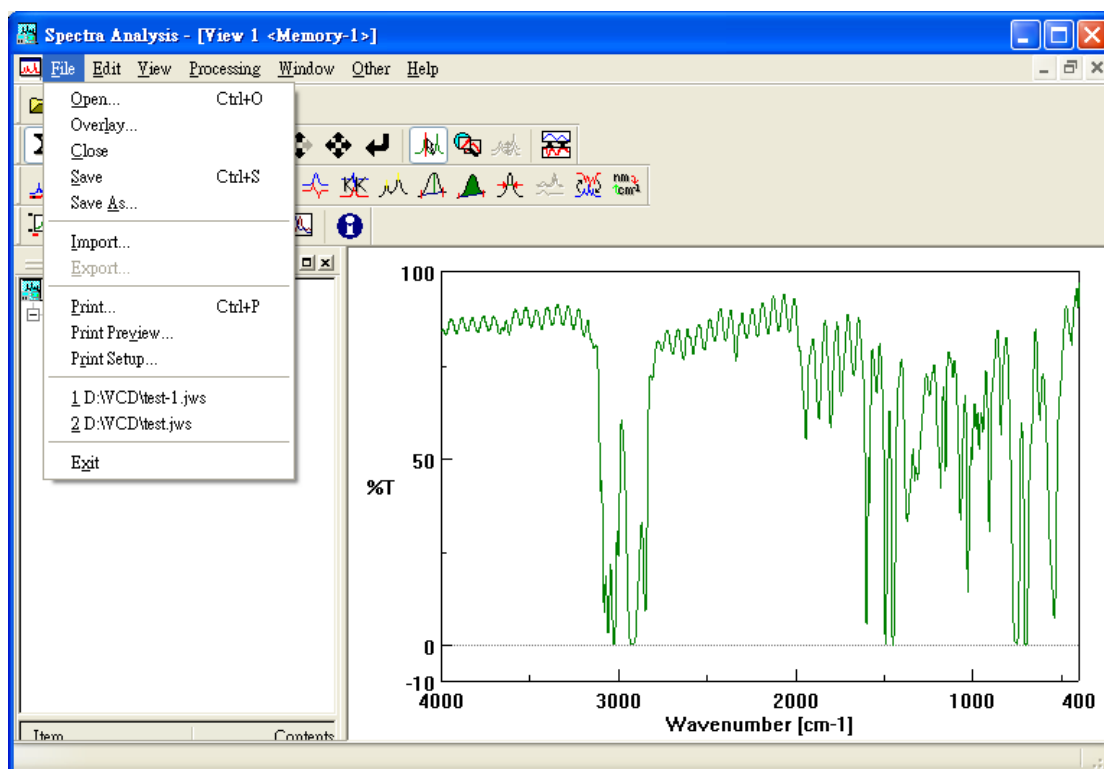 Spectra Analysis - [View 1 <Memory-1>]
File Edit View Processing Window Other Help
Open... Ctrl+O
Overlay...
Close
Save Ctrl+S
Save As...
Import...
Export...
Print... Ctrl+P
Print Preview...
Print Setup...
1 D:\VCD\test-1.jws
2 D:\VCD\test.jws
Exit
nm
cm-1
100
50
%T
0
-10
4000 3000 2000 1000 400
Wavenumber [cm-1]
Item Contents